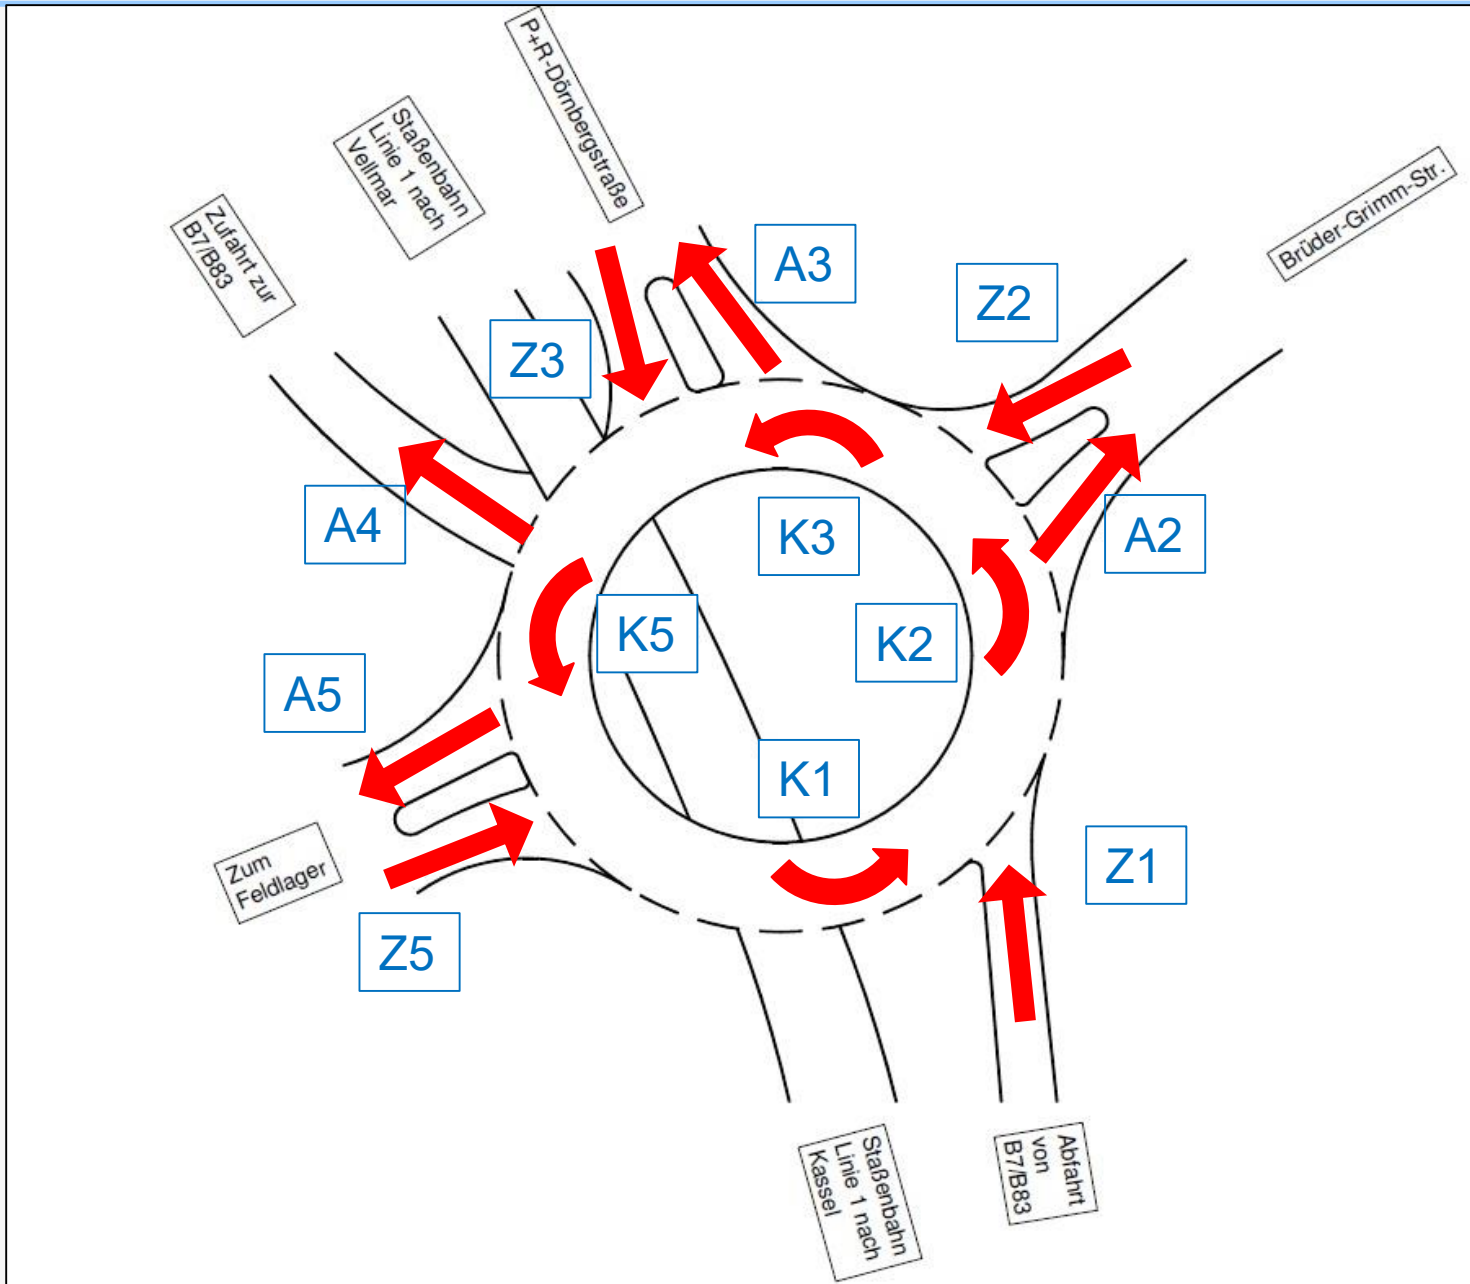 P+R-Dörnbergstraße
Staßenbahn
Linie 1 nach
Vellmar
Zufahrt zur
B7/B83
Brüder-Grimm-Str.
A3
Z2
Z3
A4
K3
A2
K5
K2
A5
K1
Z1
Zum
Feldlager
Z5
Staßenbahn
Linie 1 nach
Kassel
Abfahrt
von
B7/B83